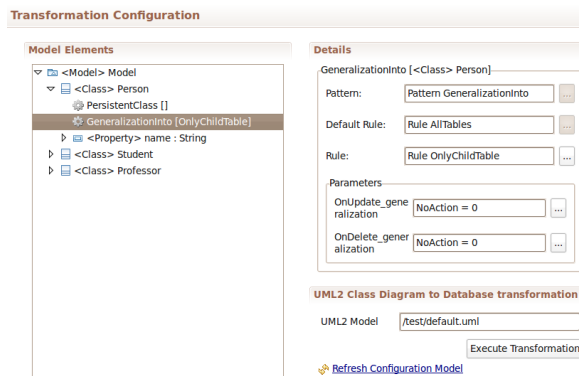 Transformation Configuration
Model Elements
<Model> Model
<Class> Person
PersistentClass []
GeneralizationInto [OnlyChildTable]
<Property> name : String
<Class> Student
<Class> Professor
Details
GeneralizationInto [<Class> Person]
Pattern: Pattern GeneralizationInto ...
Default Rule: Rule AllTables ...
Rule: Rule OnlyChildTable ...
Parameters
OnUpdate_gene
ralization
NoAction = 0 ...
OnDelete_gener
alization
NoAction = 0 ...
UML2 Class Diagram to Database transformation
UML2 Model /test/default.uml
Execute Transformation
Refresh Configuration Model